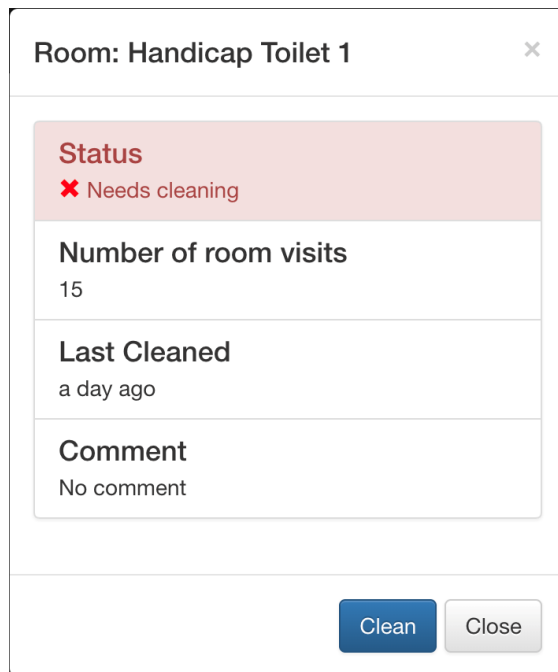 Room: Handicap Toilet 1
×
Status
✖ Needs cleaning
Number of room visits
15
Last Cleaned
a day ago
Comment
No comment
Clean
Close